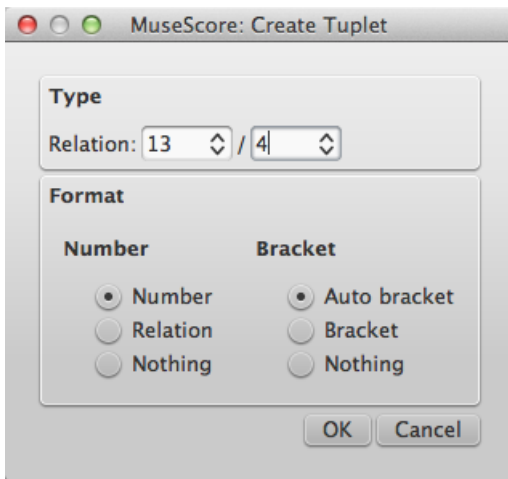 MuseScore: Create Tuplet
Type
Relation: 13 / 4
Format
Number Bracket
Number Auto bracket
Relation Bracket
Nothing Nothing
OK Cancel